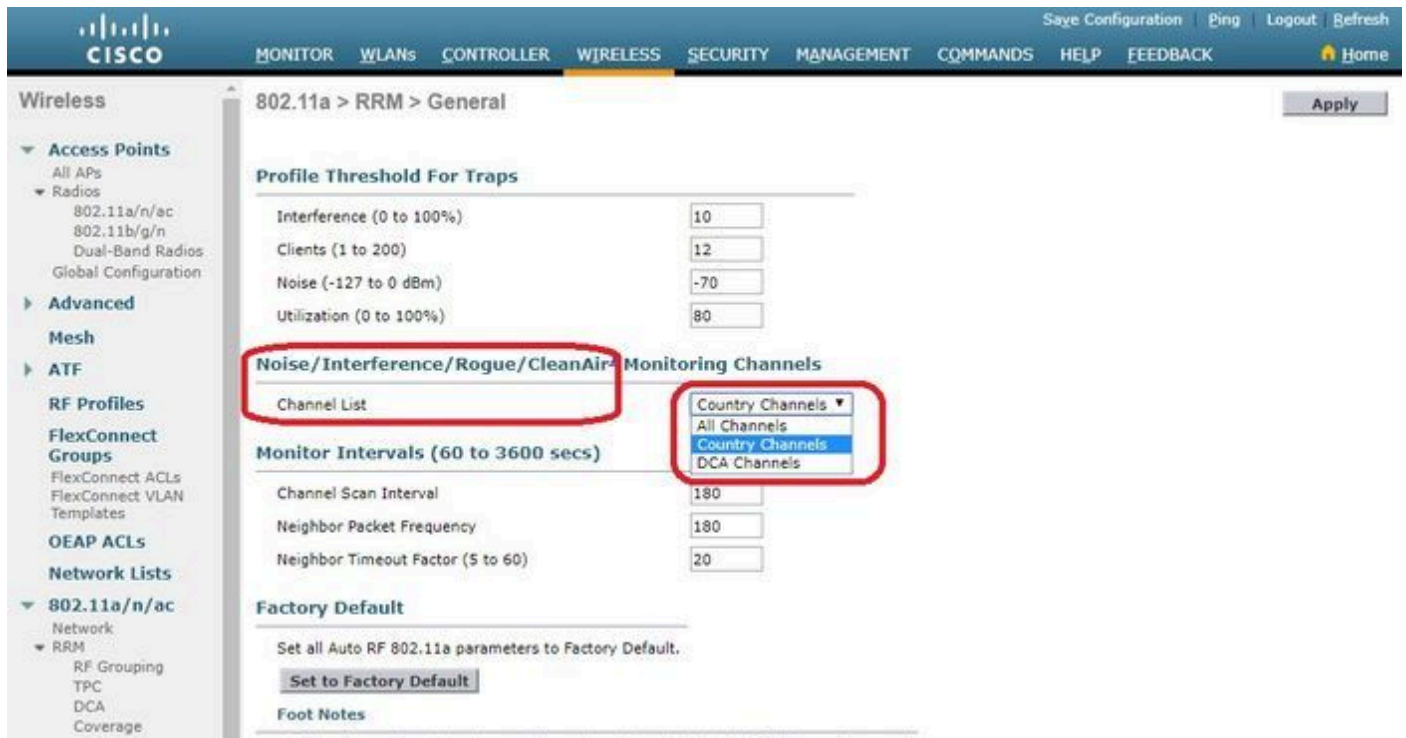 Save Configuration Ping Logout Refresh
CISCO
MONITOR WLANs CONTROLLER WIRELESS SECURITY MANAGEMENT COMMANDS HELP FEEDBACK Home
Wireless
Access Points
All APs
Radios
802.11a/n/ac
802.11b/g/n
Dual-Band Radios
Global Configuration
Advanced
Mesh
ATF
RF Profiles
FlexConnect
Groups
FlexConnect ACLs
FlexConnect VLAN
Templates
OEAP ACLs
Network Lists
802.11a/n/ac
Network
RRM
RF Grouping
TPC
DCA
Coverage
802.11a > RRM > General
Apply
Profile Threshold For Traps
Interference (0 to 100%) 10
Clients (1 to 200) 12
Noise (-127 to 0 dBm) -70
Utilization (0 to 100%) 80
Noise/Interference/Rogue/CleanAir Monitoring Channels
Channel List Country Channels
All Channels
Country Channels
DCA Channels
Monitor Intervals (60 to 3600 secs)
Channel Scan Interval 180
Neighbor Packet Frequency 180
Neighbor Timeout Factor (5 to 60) 20
Factory Default
Set all Auto RF 802.11a parameters to Factory Default.
Set to Factory Default
Foot Notes